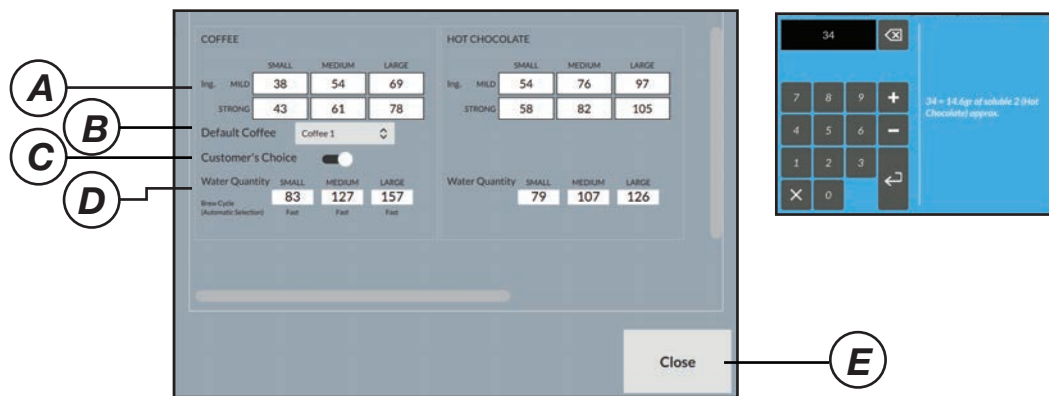 COFFEE
SMALL MEDIUM LARGE
Ing. MILD 38 54 69
STRONG 43 61 78
Default Coffee Coffee 1
Customer's Choice
Water Quantity SMALL MEDIUM LARGE
83 127 157
Brew Cycle
(Automatic Selection) Fast Fast Fast
HOT CHOCOLATE
SMALL MEDIUM LARGE
Ing. MILD 54 76 97
STRONG 58 82 105
Water Quantity SMALL MEDIUM LARGE
79 107 126
Close
A
B
C
D
E
34
7 8 9 +
4 5 6 −
1 2 3
X 0
34 = 14.6gr of soluble 2 (Hot
Chocolate) approx.